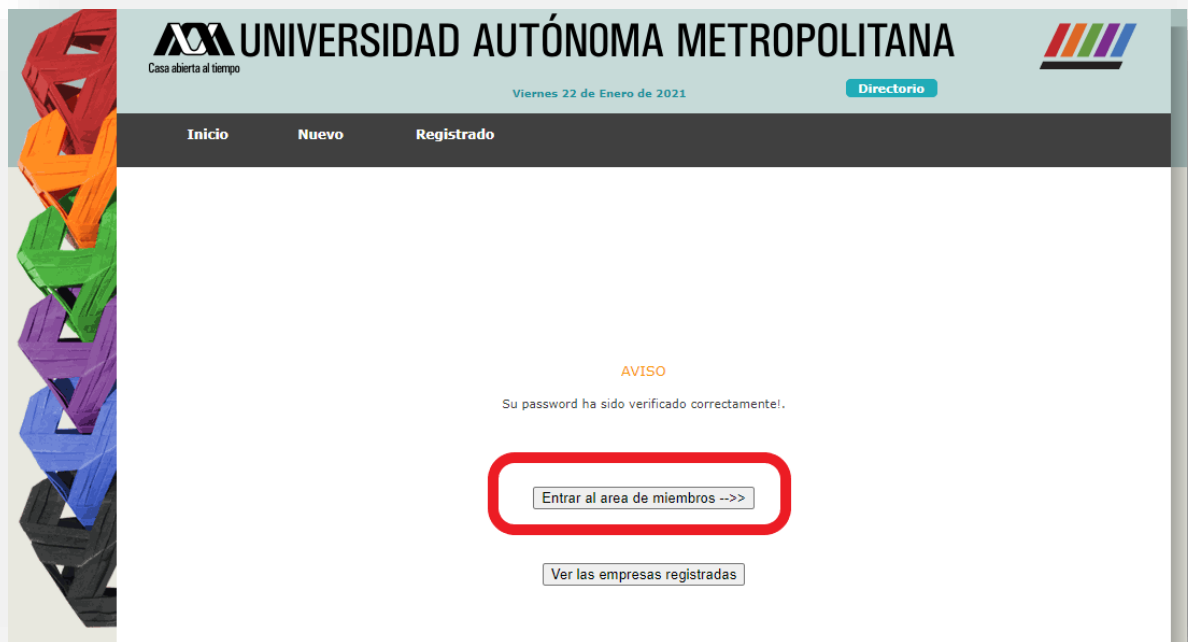 UNIVERSIDAD AUTÓNOMA METROPOLITANA
Casa abierta al tiempo
Viernes 22 de Enero de 2021
Directorio
Inicio Nuevo Registrado
AVISO
Su password ha sido verificado correctamente!.
Entrar al area de miembros -->>
Ver las empresas registradas